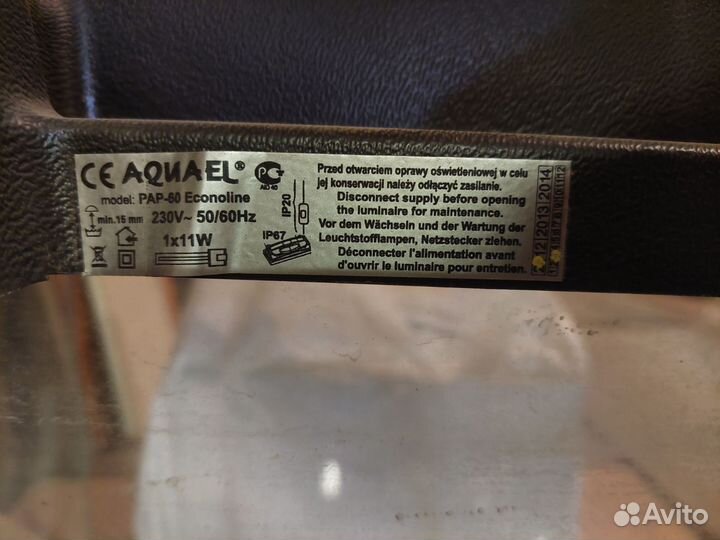 CE AQUAEL®
model: PAP-60 Econoline
min.15 mm 230V~ 50/60Hz
1x11W
IP20
IP67
Przed otwarciem oprawy oświetleniowej w celu
jej konserwacji należy odłączyć zasilanie.
Disconnect supply before opening
the luminaire for maintenance.
Vor dem Wächseln und der Wartung der
Leuchtstofflampen, Netzstecker ziehen.
Déconnecter l'alimentation avant
d'ouvrir le luminaire pour entretien.
2013 2014
Avito